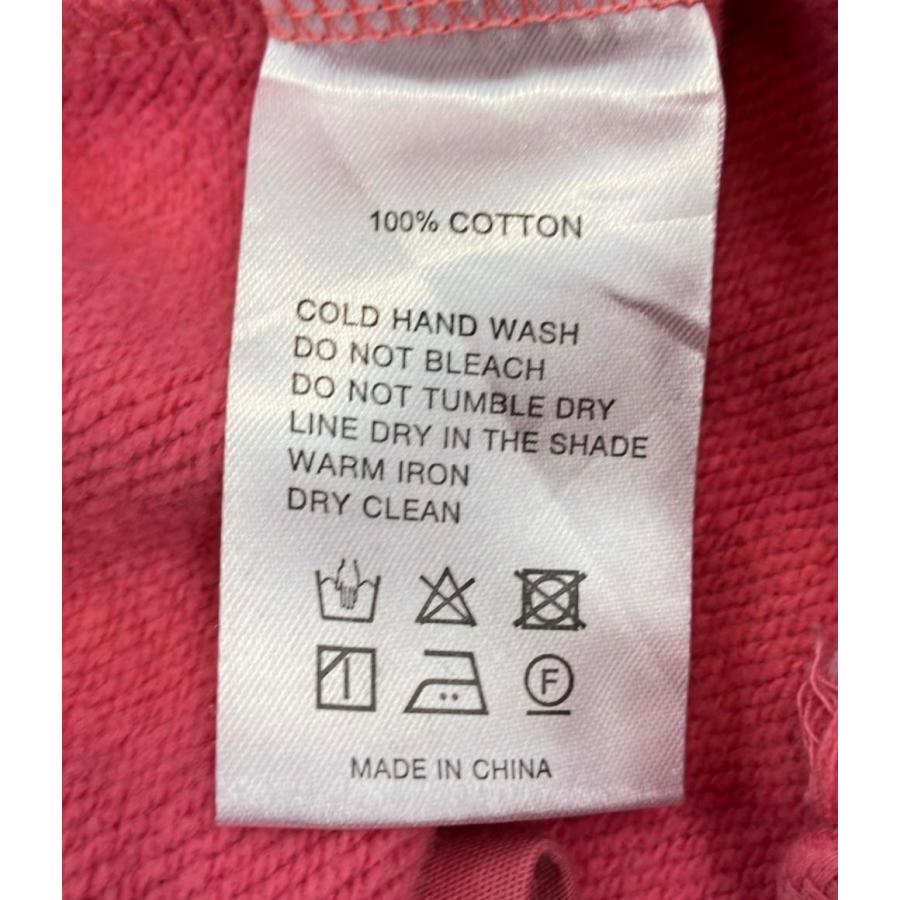 100% COTTON
COLD HAND WASH
DO NOT BLEACH
DO NOT TUMBLE DRY
LINE DRY IN THE SHADE
WARM IRON
DRY CLEAN
F
MADE IN CHINA